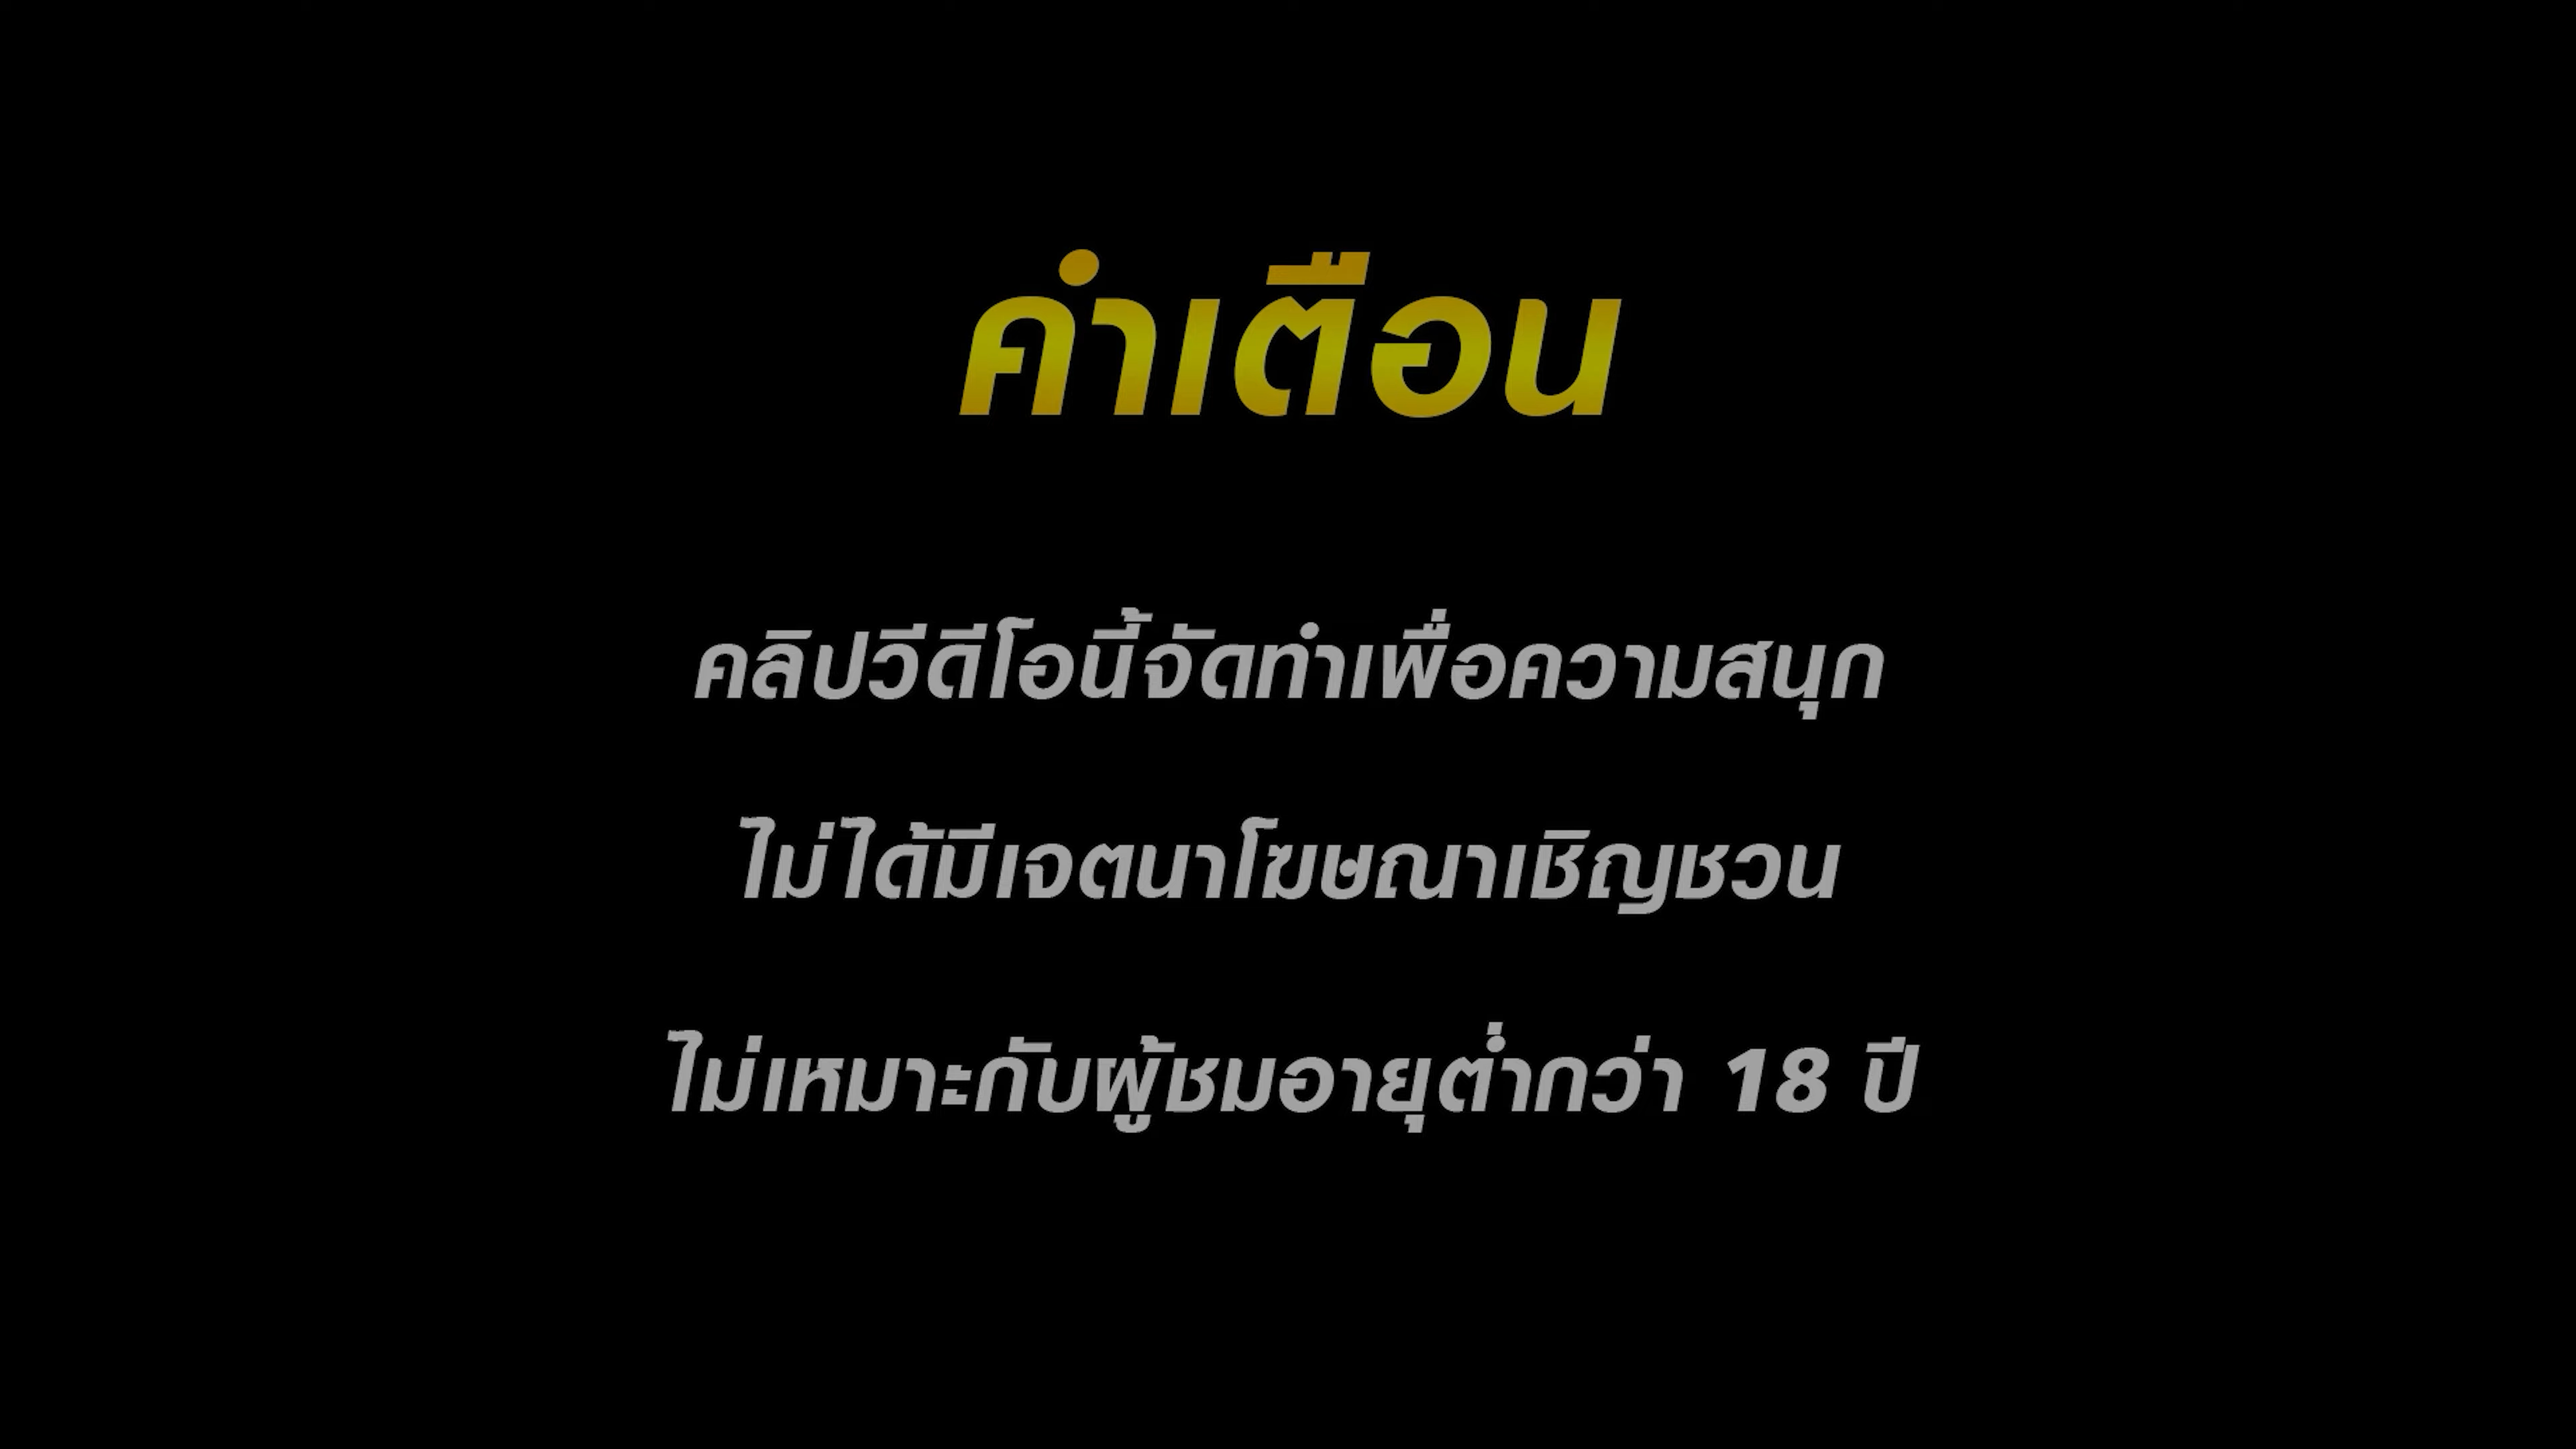 คำเตือน
คลิปวีดีโอนี้จัดทำเพื่อความสนุก
ไม่ได้มีเจตนาโฆษณาเชิญชวน
ไม่เหมาะกับผู้ชมอายุต่ำกว่า 18 ปี